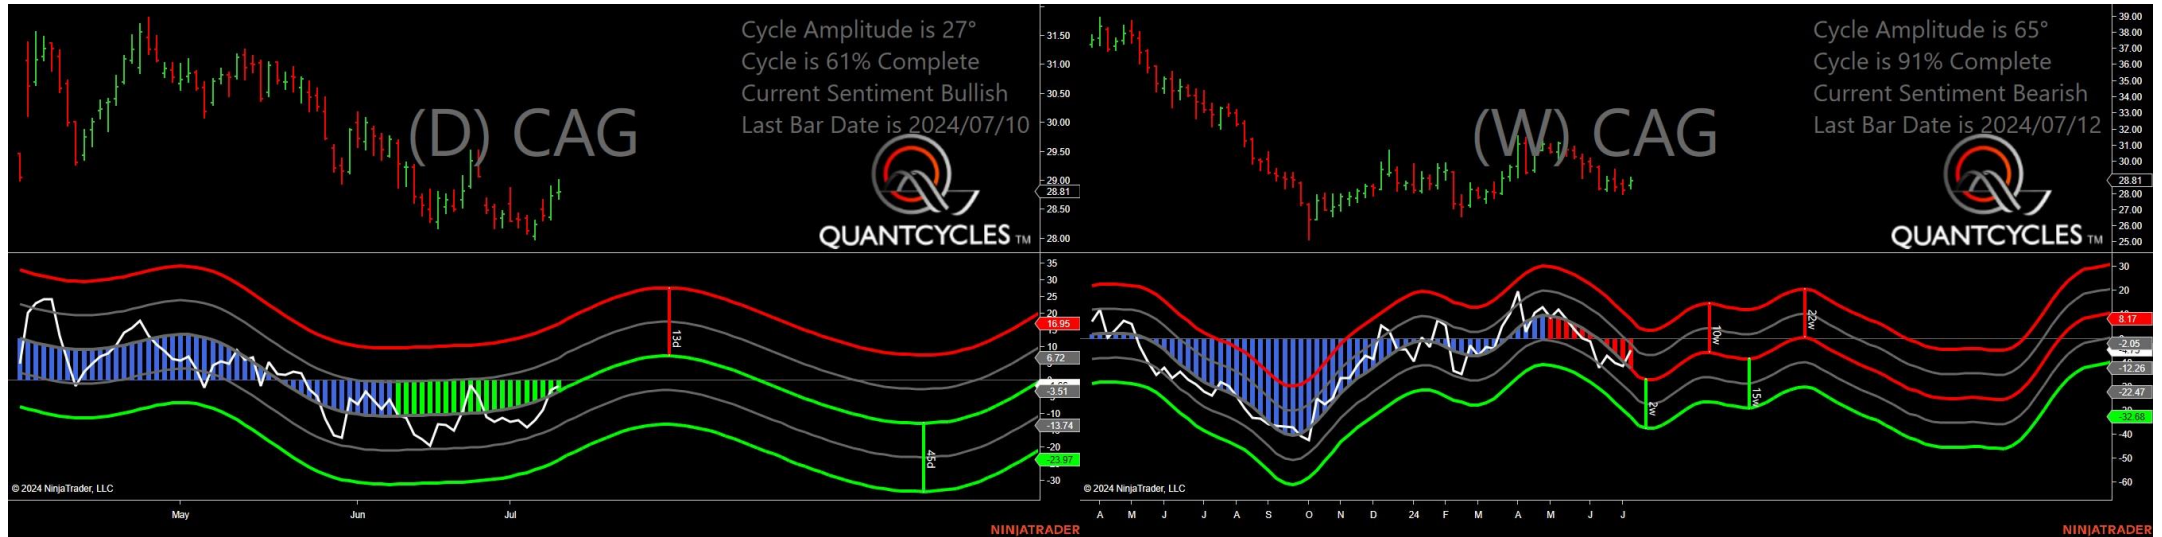 Cycle Amplitude is 27°
Cycle is 61% Complete
Current Sentiment Bullish
Last Bar Date is 2024/07/10
(D) CAG
QUANTCYCLES TM
31.50
31.00
30.50
30.00
29.50
29.00
28.81
28.50
28.00
35
30
25
20
16.95
10
6.72
5
-3.51
-10
-13.74
-20
-23.97
-30
13d
45d
© 2024 NinjaTrader, LLC
May Jun Jul
NINJATRADER
Cycle Amplitude is 65°
Cycle is 91% Complete
Current Sentiment Bearish
Last Bar Date is 2024/07/12
(W) CAG
QUANTCYCLES TM
39.00
38.00
37.00
36.00
35.00
34.00
33.00
32.00
31.00
30.00
28.81
28.00
27.00
26.00
25.00
30
20
8.17
-2.05
-12.26
-22.47
-32.68
-40
-50
-60
2w
10w
15w
22w
© 2024 NinjaTrader, LLC
A M J J A S O N D 24 F M A M J J
NINJATRADER